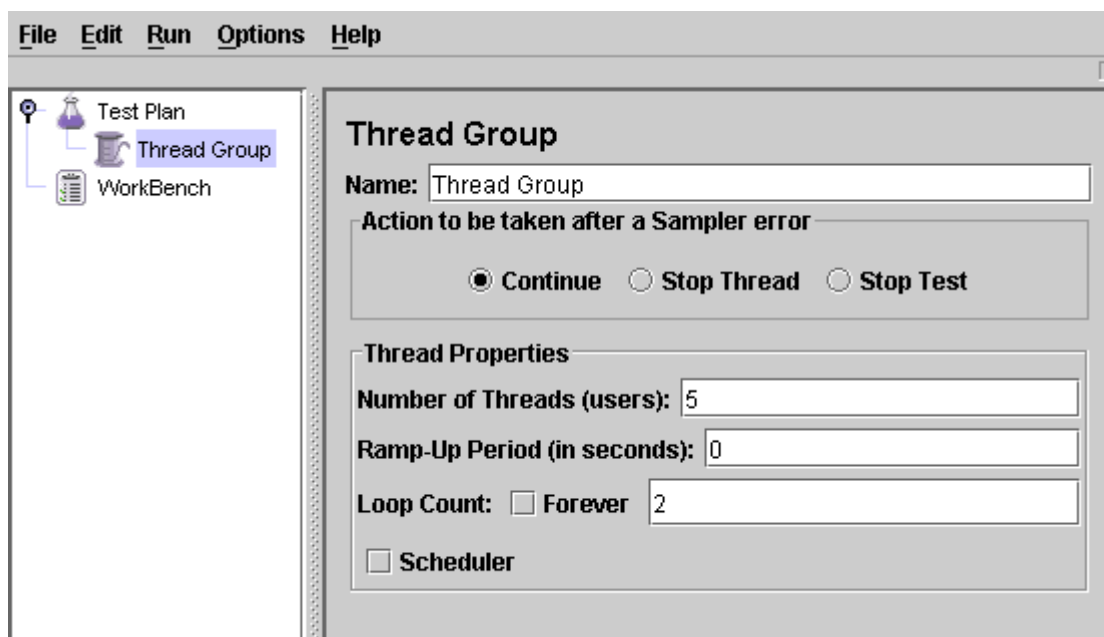 File Edit Run Options Help
Test Plan
Thread Group
WorkBench
Thread Group
Name: Thread Group
Action to be taken after a Sampler error
Continue Stop Thread Stop Test
Thread Properties
Number of Threads (users): 5
Ramp-Up Period (in seconds): 0
Loop Count: Forever 2
Scheduler